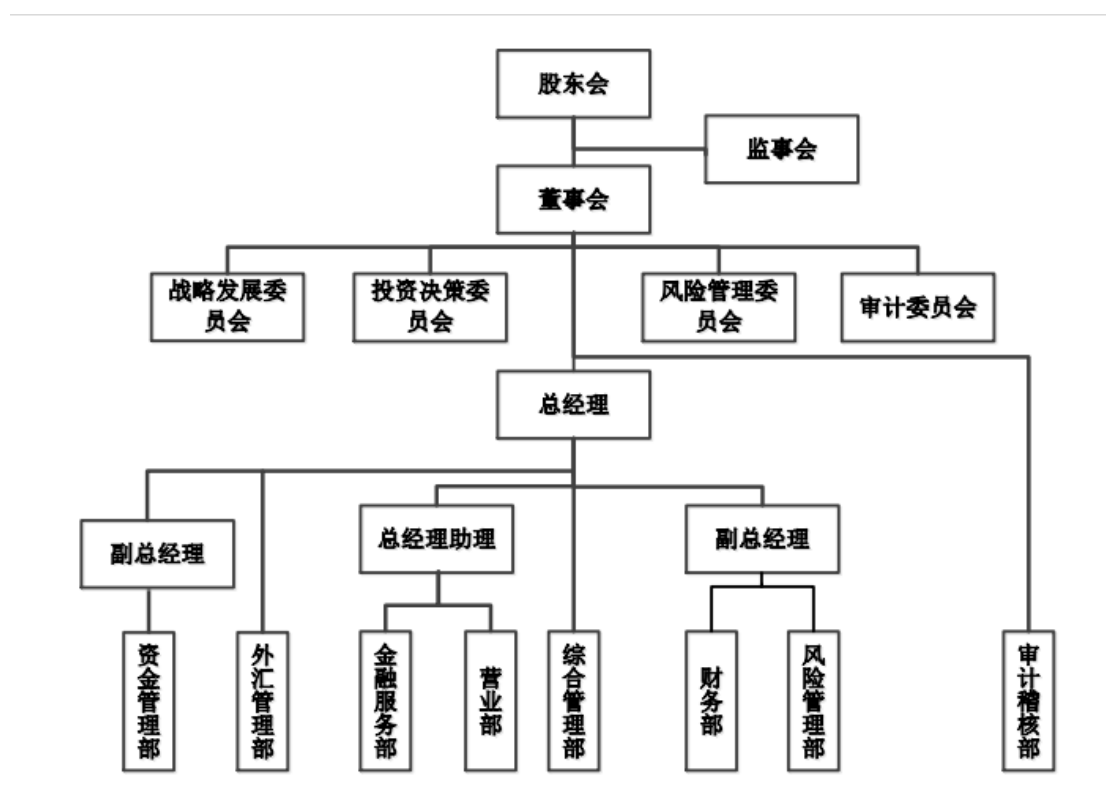 股东会
监事会
董事会
战略发展委
员会
投资决策委
员会
风险管理委
员会
审计委员会
总经理
副总经理
总经理助理
副总经理
资金管理部
外汇管理部
金融服务部
营业部
综合管理部
财务部
风险管理部
审计稽核部